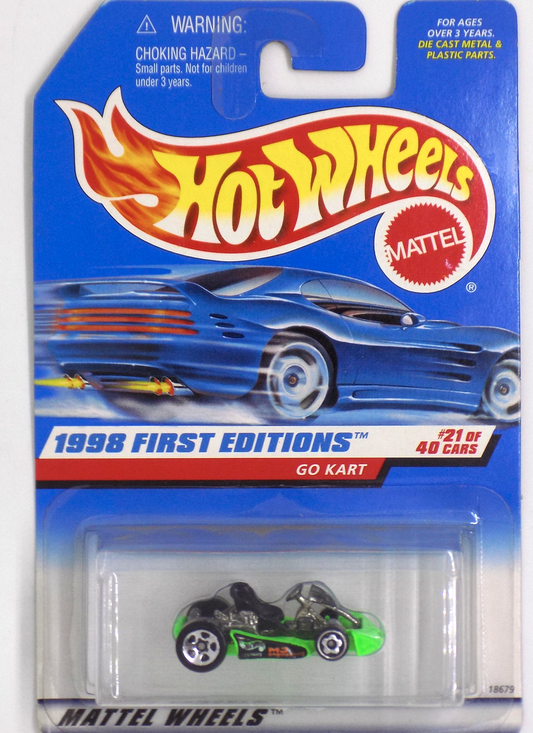 WARNING:
CHOKING HAZARD –
Small parts. Not for children
under 3 years.
FOR AGES
OVER 3 YEARS.
DIE CAST METAL &
PLASTIC PARTS.
Hot Wheels
MATTEL
®
1998 FIRST EDITIONS™
#21 OF
40 CARS
GO KART
18679
MATTEL WHEELS™